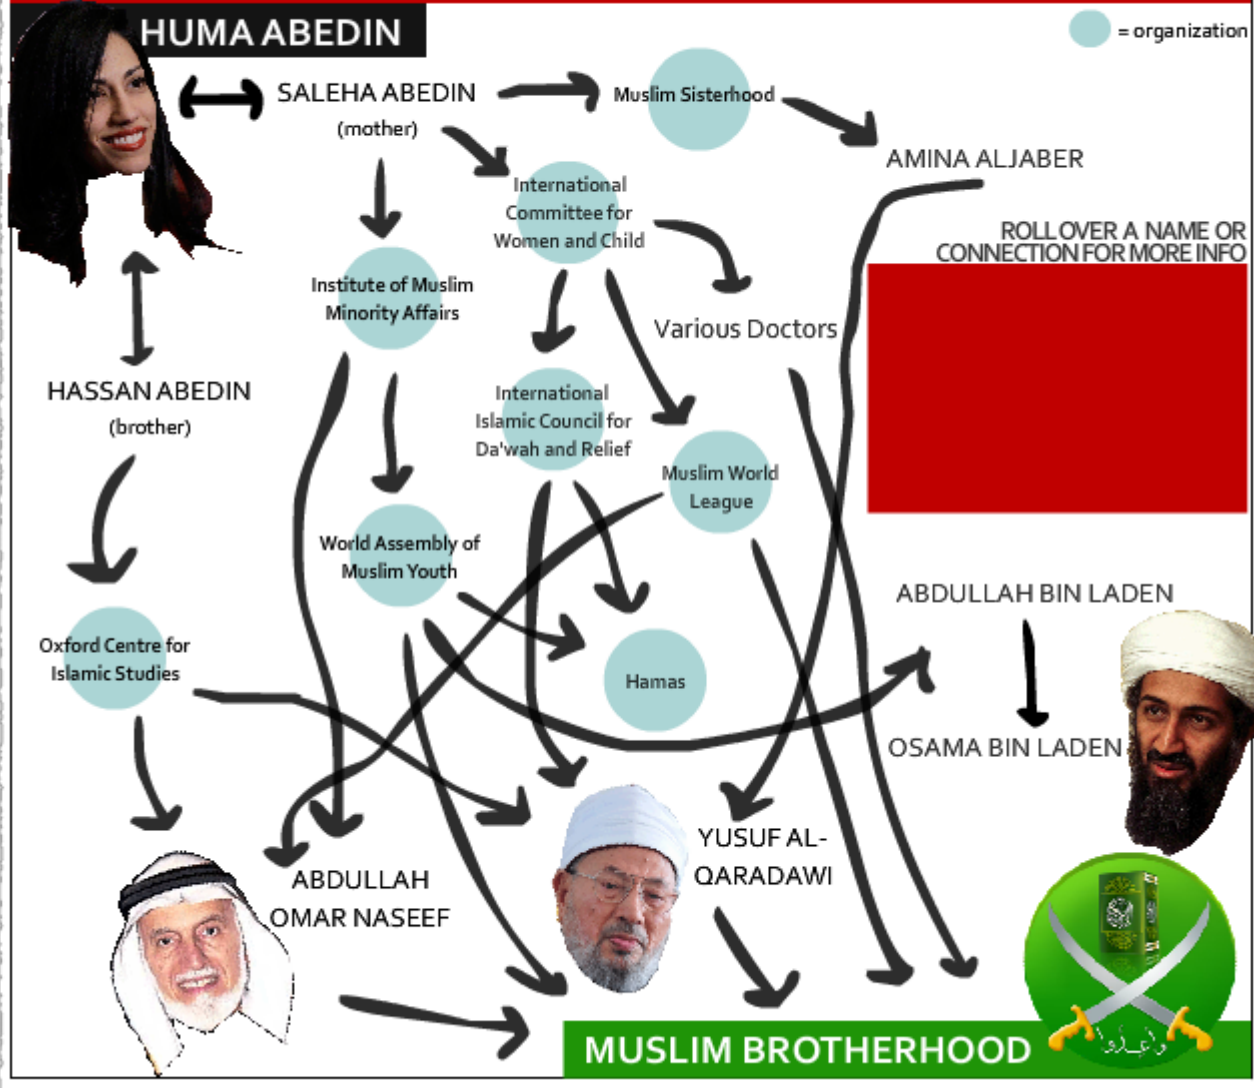 HUMA ABEDIN
= organization
SALEHA ABEDIN
(mother)
Muslim Sisterhood
AMINA ALJABER
International
Committee for
Women and Child
ROLL OVER A NAME OR
CONNECTION FOR MORE INFO
Institute of Muslim
Minority Affairs
Various Doctors
HASSAN ABEDIN
(brother)
International
Islamic Council for
Da'wah and Relief
Muslim World
League
World Assembly of
Muslim Youth
ABDULLAH BIN LADEN
Oxford Centre for
Islamic Studies
Hamas
OSAMA BIN LADEN
YUSUF AL-
QARADAWI
ABDULLAH
OMAR NASEEF
MUSLIM BROTHERHOOD
وأعدوا